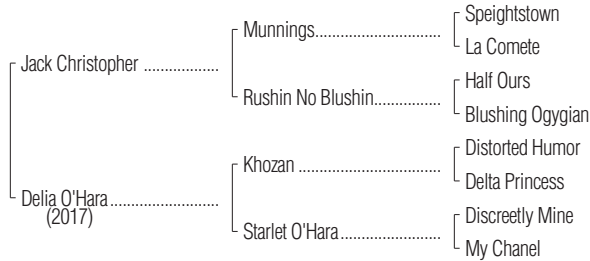 Speightstown
Munnings
La Comete
Jack Christopher
Half Ours
Rushin No Blushin
Blushing Ogygian
Distorted Humor
Khozan
Delta Princess
Delia O'Hara
(2017)
Discreetly Mine
Starlet O'Hara
My Chanel